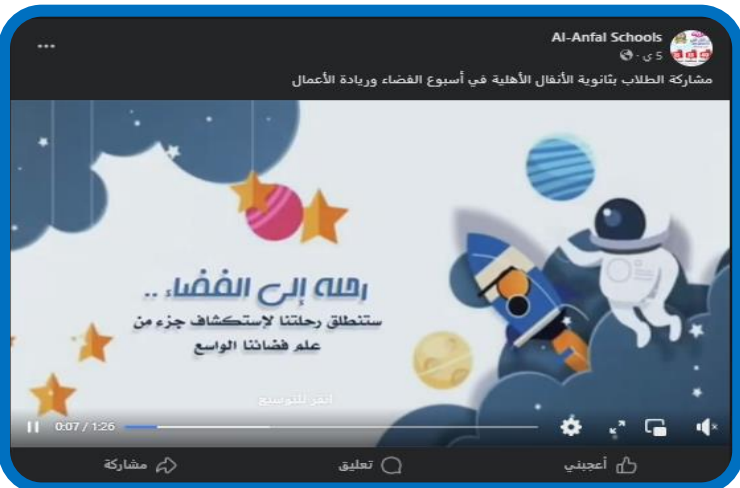 Al-Anfal Schools
5 ي
مشاركة الطلاب بثانوية الأنفال الأهلية في أسبوع الفضاء وريادة الأعمال
رحلة إلى الفضاء ..
ستنطلق رحلتنا لإستكشاف جزء من
علم فضائنا الواسع
انقر للتوسيع
0:07 / 1:26
أعجبني
تعليق
مشاركة